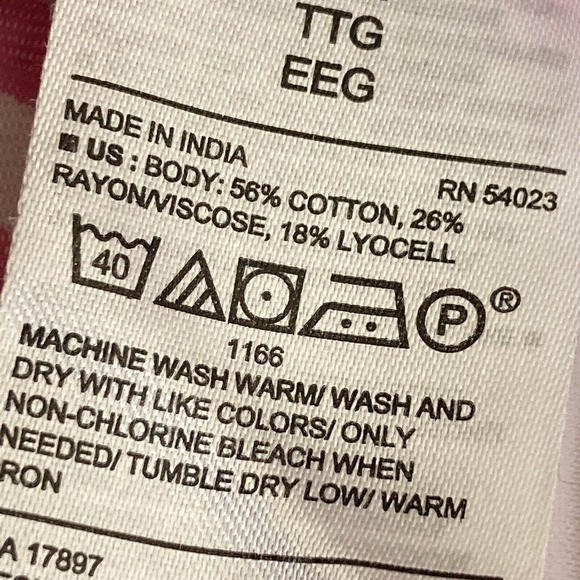 TTG
EEG
MADE IN INDIA
RN 54023
US : BODY: 56% COTTON, 26%
RAYON/VISCOSE, 18% LYOCELL
40
P ®
1166
MACHINE WASH WARM/ WASH AND
DRY WITH LIKE COLORS/ ONLY
NON-CHLORINE BLEACH WHEN
NEEDED/ TUMBLE DRY LOW/ WARM
RON
A 17897